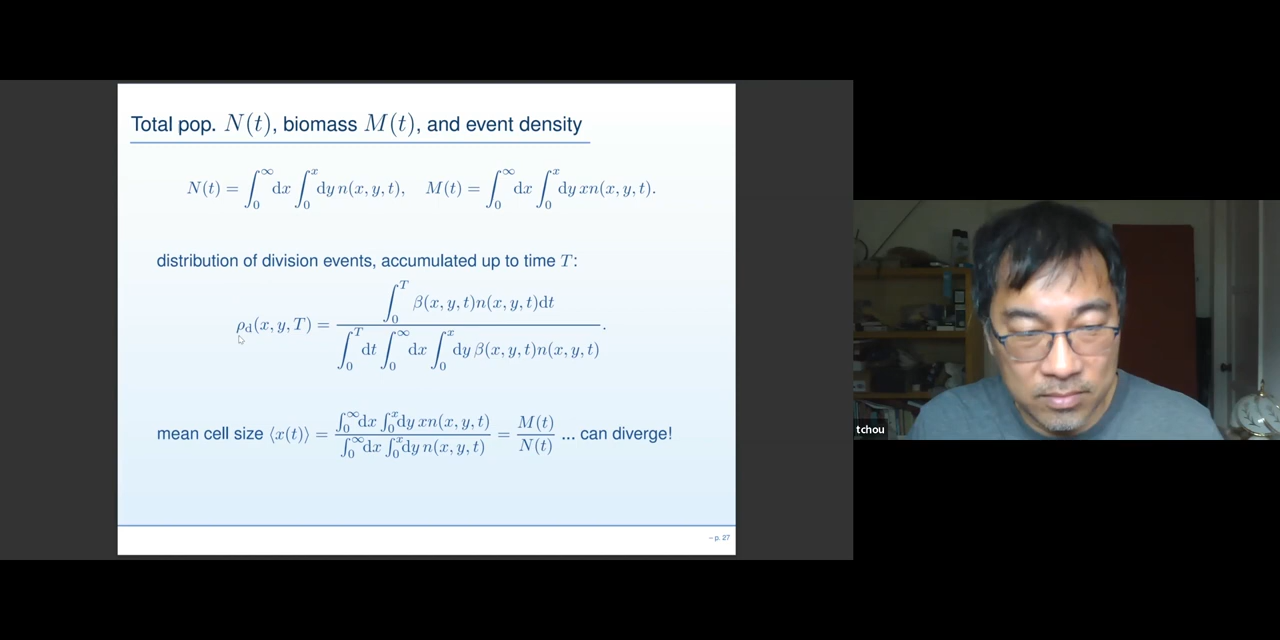 Total pop. N(t), biomass M(t), and event density
N(t) = ∫₀^∞ dx ∫₀^x dy n(x, y, t), M(t) = ∫₀^∞ dx ∫₀^x dy xn(x, y, t).
distribution of division events, accumulated up to time T:
ρ_d(x, y, T) = ∫₀^T β(x, y, t)n(x, y, t)dt / ∫₀^T dt ∫₀^∞ dx ∫₀^x dy β(x, y, t)n(x, y, t) .
mean cell size ⟨x(t)⟩ = ∫₀^∞ dx ∫₀^x dy xn(x, y, t) / ∫₀^∞ dx ∫₀^x dy n(x, y, t) = M(t) / N(t) ... can diverge!
– p. 27
tchou